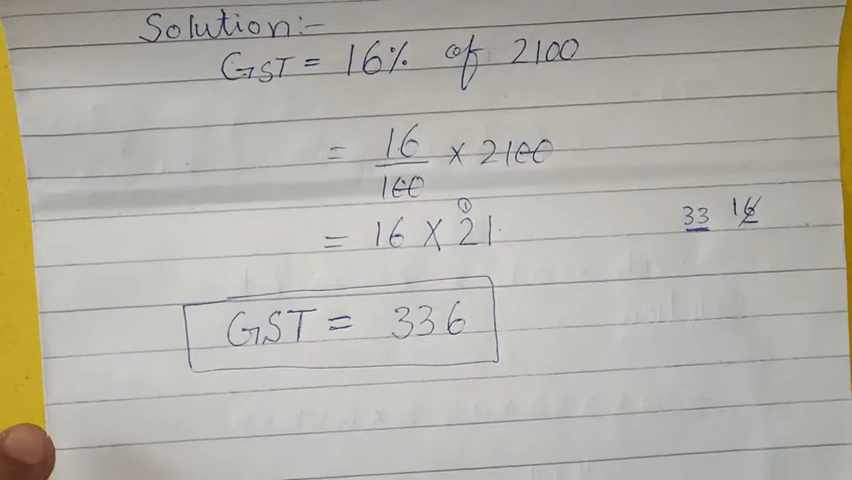 Solution:-
GST = 16% of 2100
= 16/100 × 2100
= 16 × 21
33 16
GST = 336